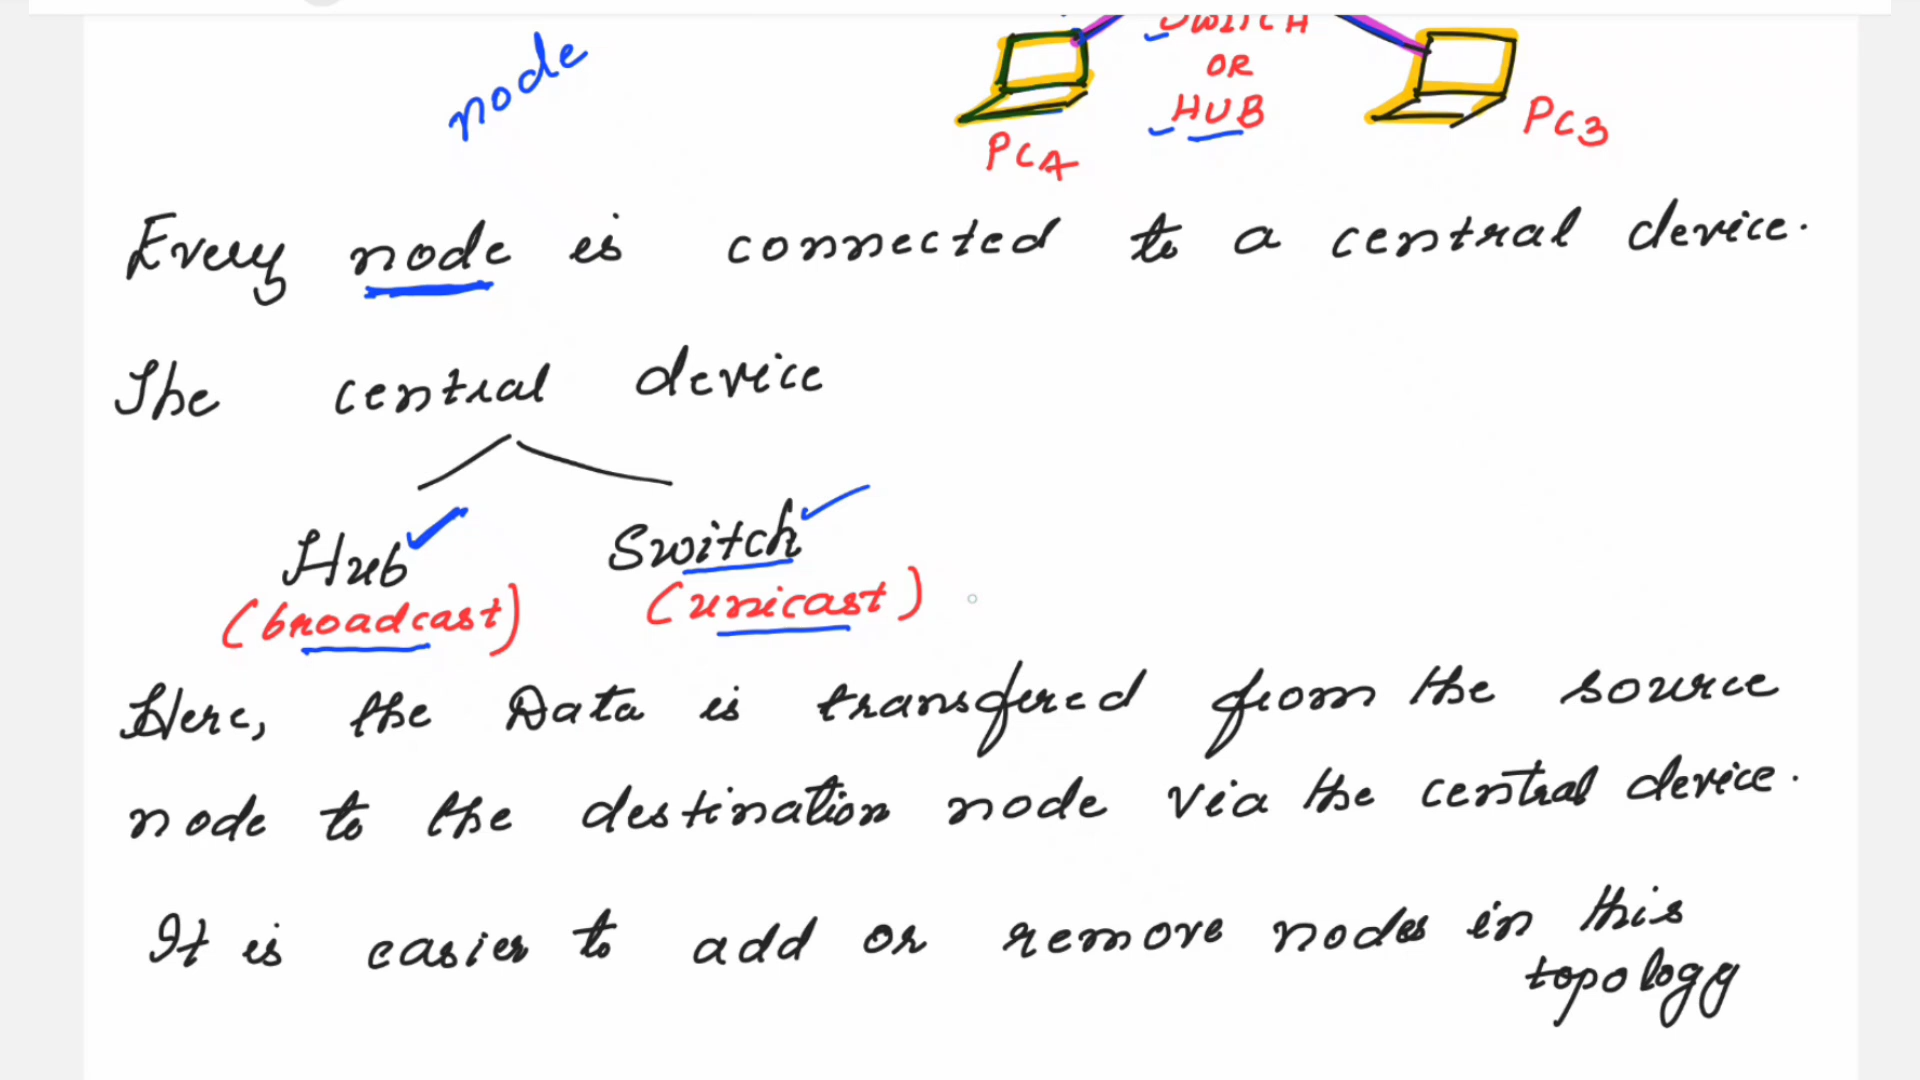 node
SWITCH
OR
HUB
PCA
PC3
Every node is connected to a central device.
The central device
Hub Switch
(broadcast) (unicast)
Here, the Data is transfered from the source
node to the destination node via the central device.
It is easier to add or remove nodes in this
topology